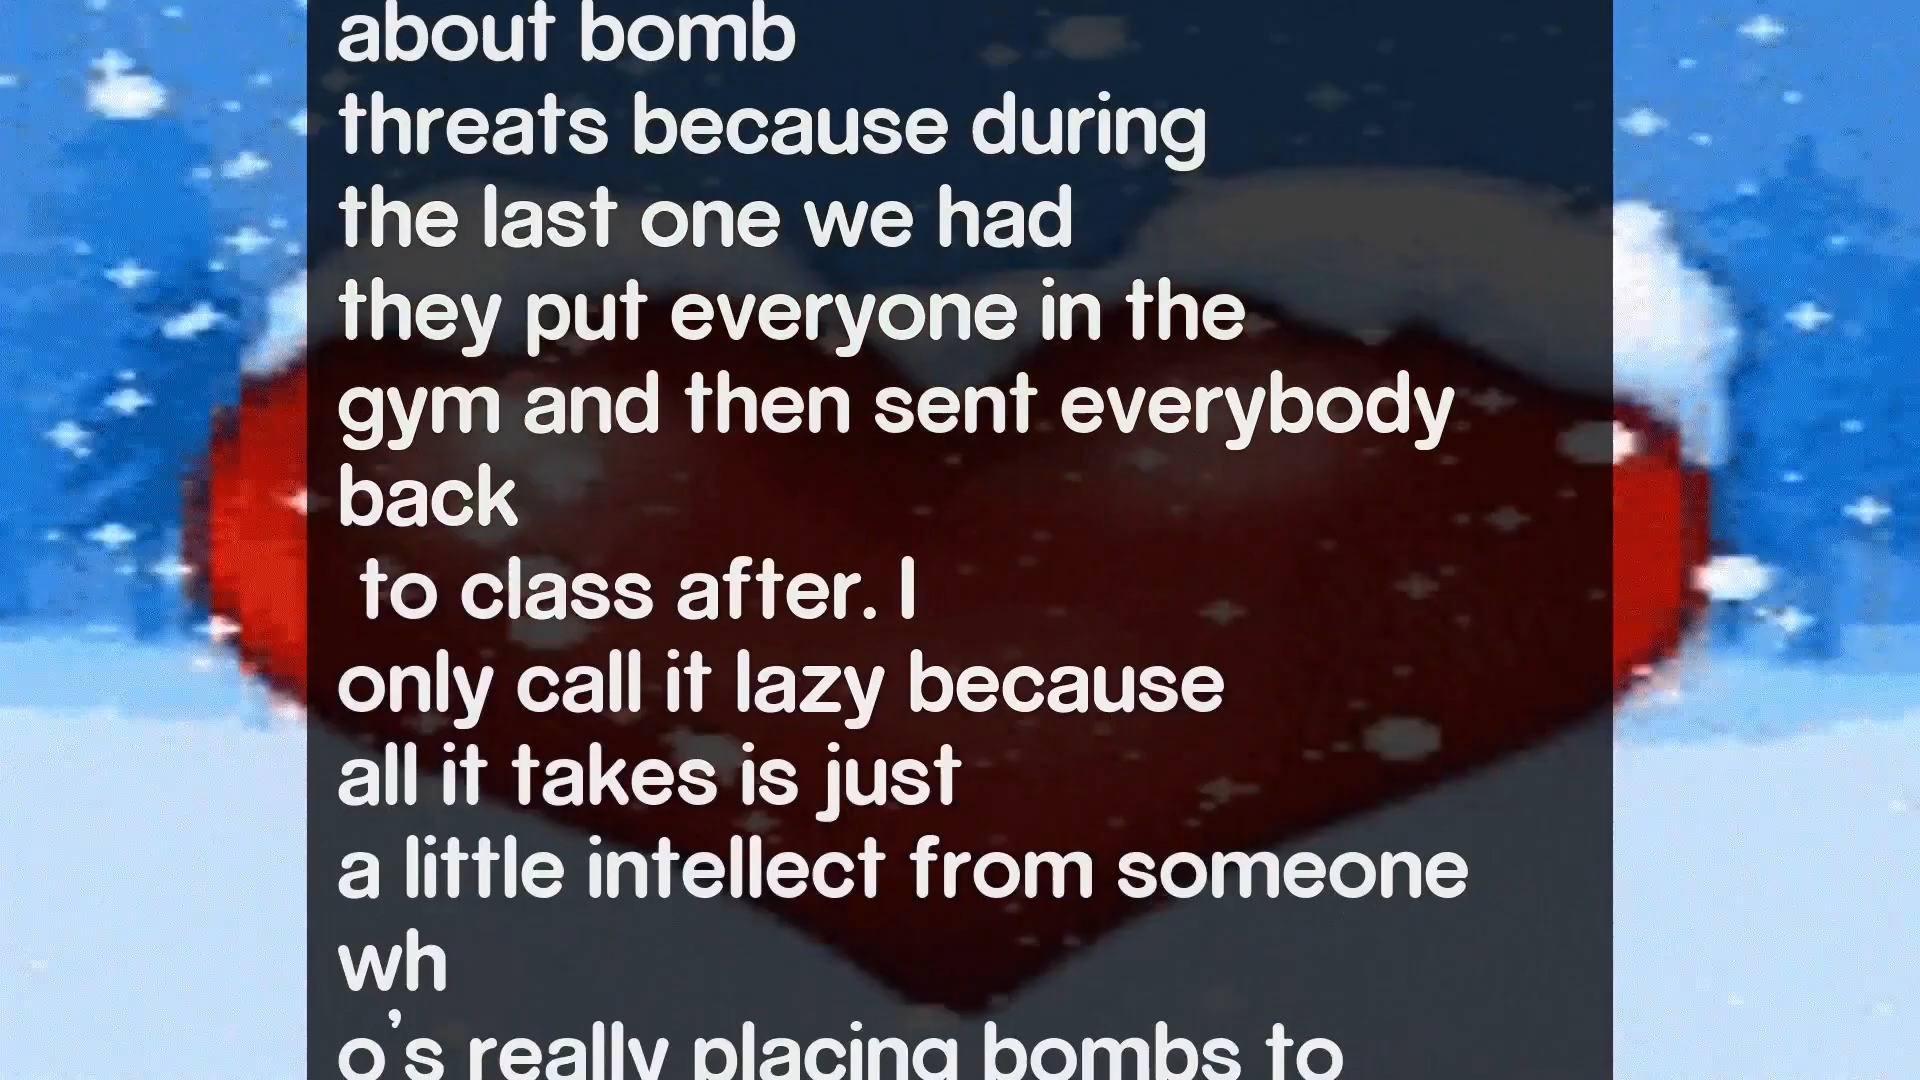 about bomb
threats because during
the last one we had
they put everyone in the
gym and then sent everybody
back
to class after. I
only call it lazy because
all it takes is just
a little intellect from someone
wh
o's really placing bombs to